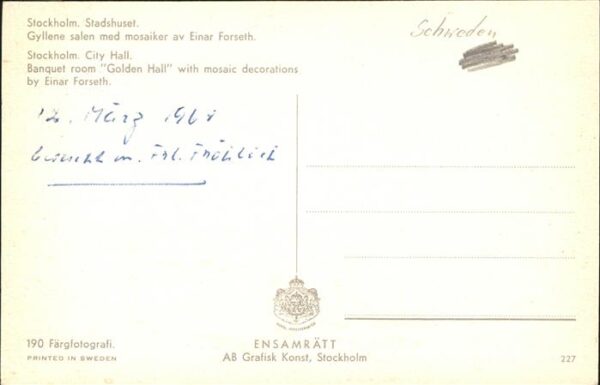 Stockholm. Stadshuset.
Gyllene salen med mosaiker av Einar Forseth.
Stockholm. City Hall.
Banquet room "Golden Hall" with mosaic decorations
by Einar Forseth.
Schweden
12. März
besucht m. Frl. Fröhlich
190 Färgfotografi.
PRINTED IN SWEDEN
ENSAMRÄTT
AB Grafisk Konst, Stockholm
227